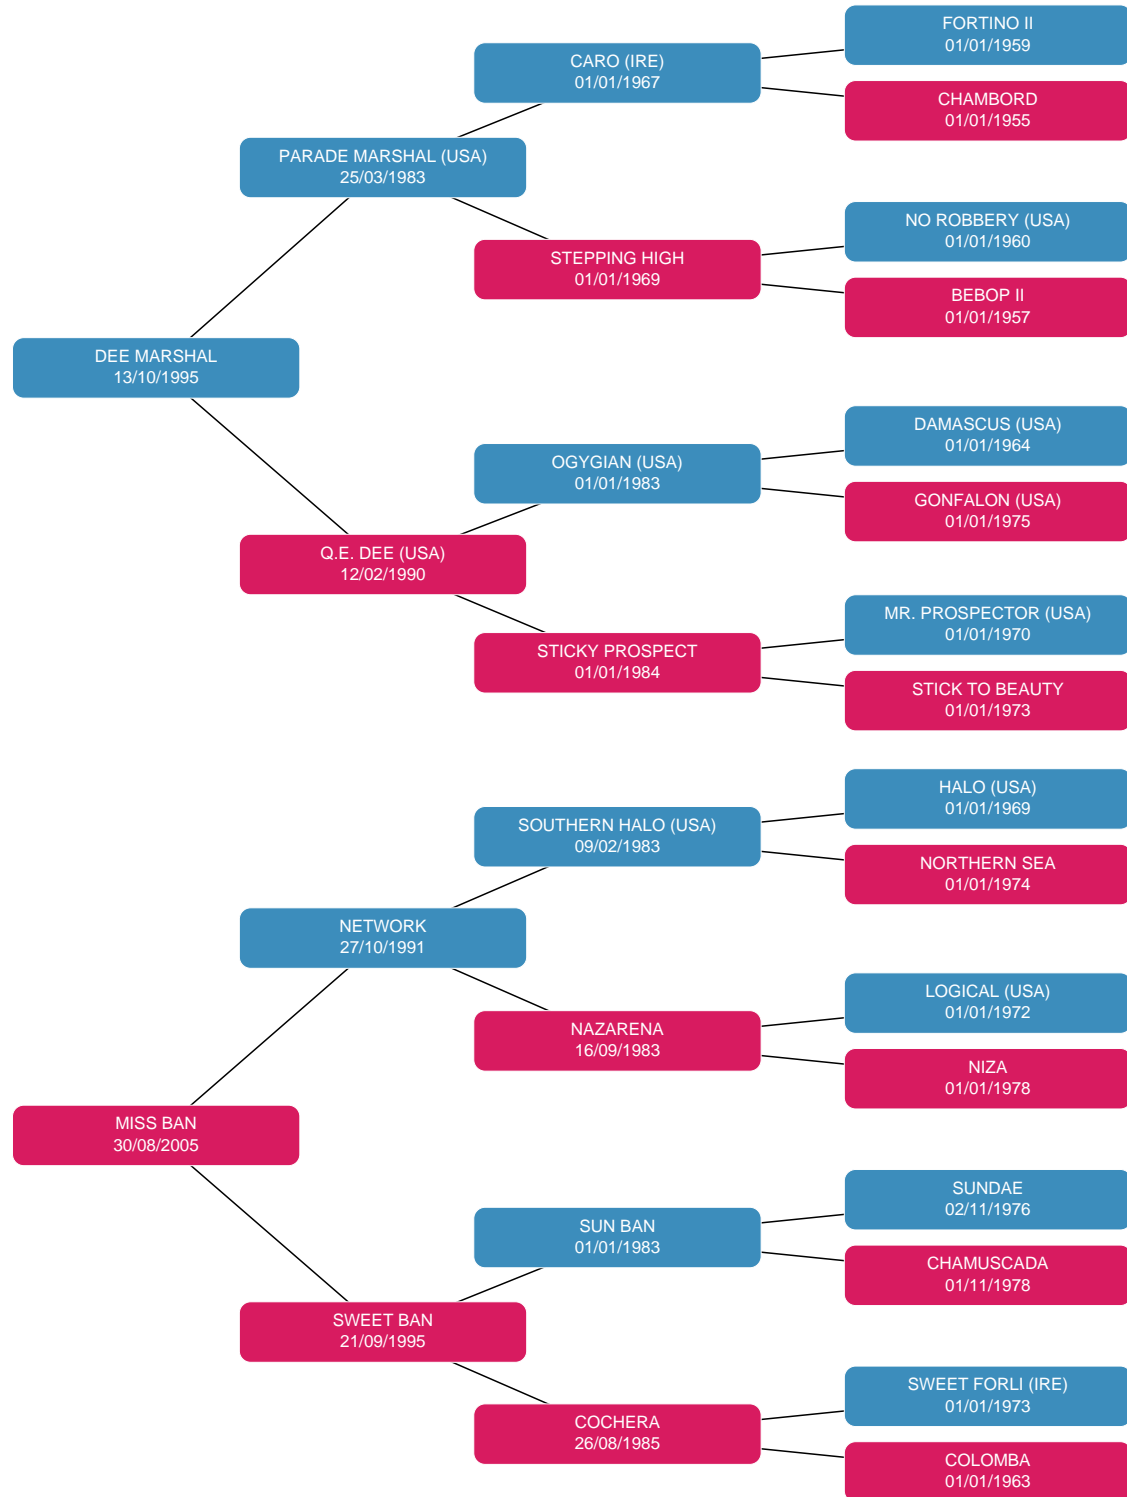 FORTINO II
01/01/1959
CARO (IRE)
01/01/1967
CHAMBORD
01/01/1955
PARADE MARSHAL (USA)
25/03/1983
NO ROBBERY (USA)
01/01/1960
STEPPING HIGH
01/01/1969
BEBOP II
01/01/1957
DEE MARSHAL
13/10/1995
DAMASCUS (USA)
01/01/1964
OGYGIAN (USA)
01/01/1983
GONFALON (USA)
01/01/1975
Q.E. DEE (USA)
12/02/1990
MR. PROSPECTOR (USA)
01/01/1970
STICKY PROSPECT
01/01/1984
STICK TO BEAUTY
01/01/1973
HALO (USA)
01/01/1969
SOUTHERN HALO (USA)
09/02/1983
NORTHERN SEA
01/01/1974
NETWORK
27/10/1991
LOGICAL (USA)
01/01/1972
NAZARENA
16/09/1983
NIZA
01/01/1978
MISS BAN
30/08/2005
SUNDAE
02/11/1976
SUN BAN
01/01/1983
CHAMUSCADA
01/11/1978
SWEET BAN
21/09/1995
SWEET FORLI (IRE)
01/01/1973
COCHERA
26/08/1985
COLOMBA
01/01/1963